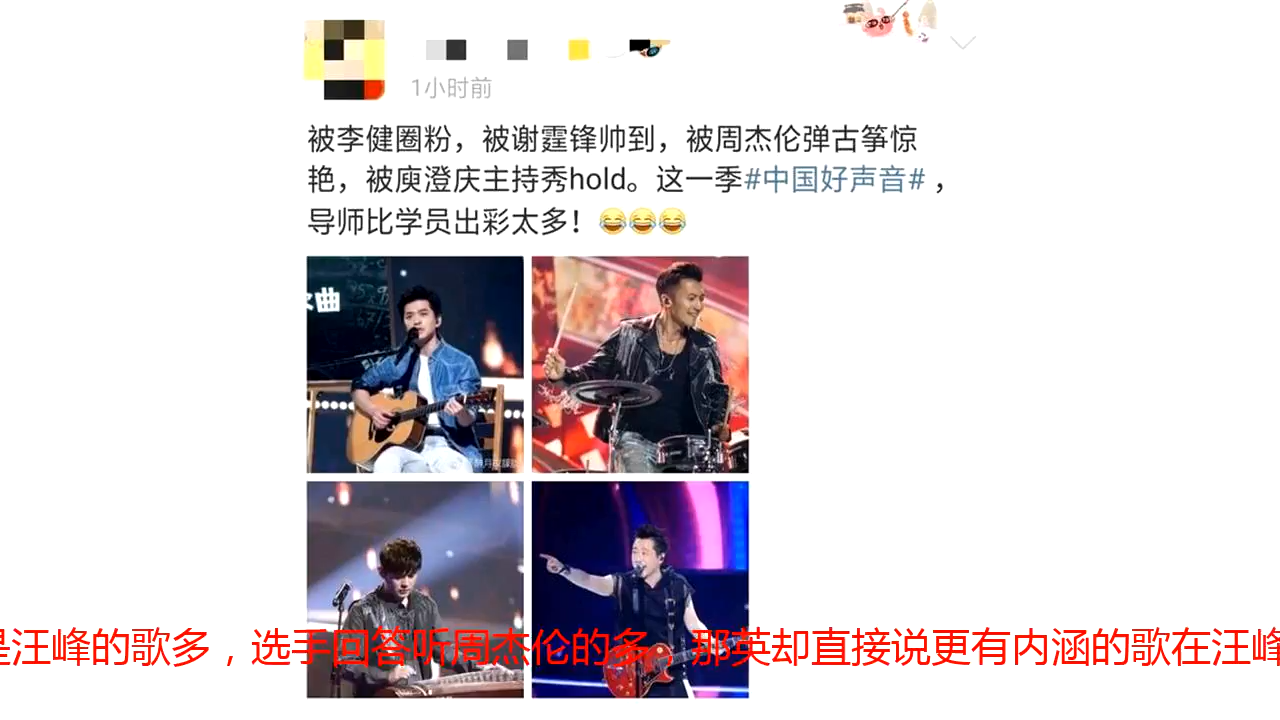 1小时前
被李健圈粉，被谢霆锋帅到，被周杰伦弹古筝惊
艳，被庾澄庆主持秀hold。这一季#中国好声音#，
导师比学员出彩太多！😂😂😂
曲
是汪峰的歌多，选手回答听周杰伦的多，那英却直接说更有内涵的歌在汪峰